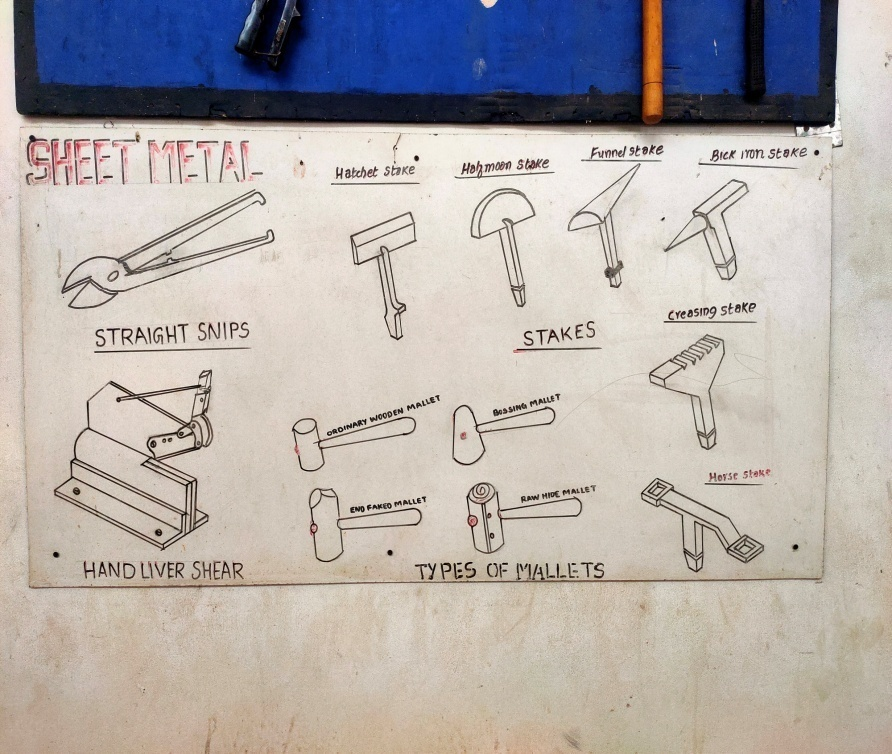 SHEET METAL
Hatchet stake
Halfmoon stake
Funnel stake
Bick iron stake
STRAIGHT SNIPS
STAKES
Creasing stake
ORDINARY WOODEN MALLET
BOSSING MALLET
Horse stake
END FAKED MALLET
RAW HIDE MALLET
HAND LIVER SHEAR
TYPES OF MALLETS